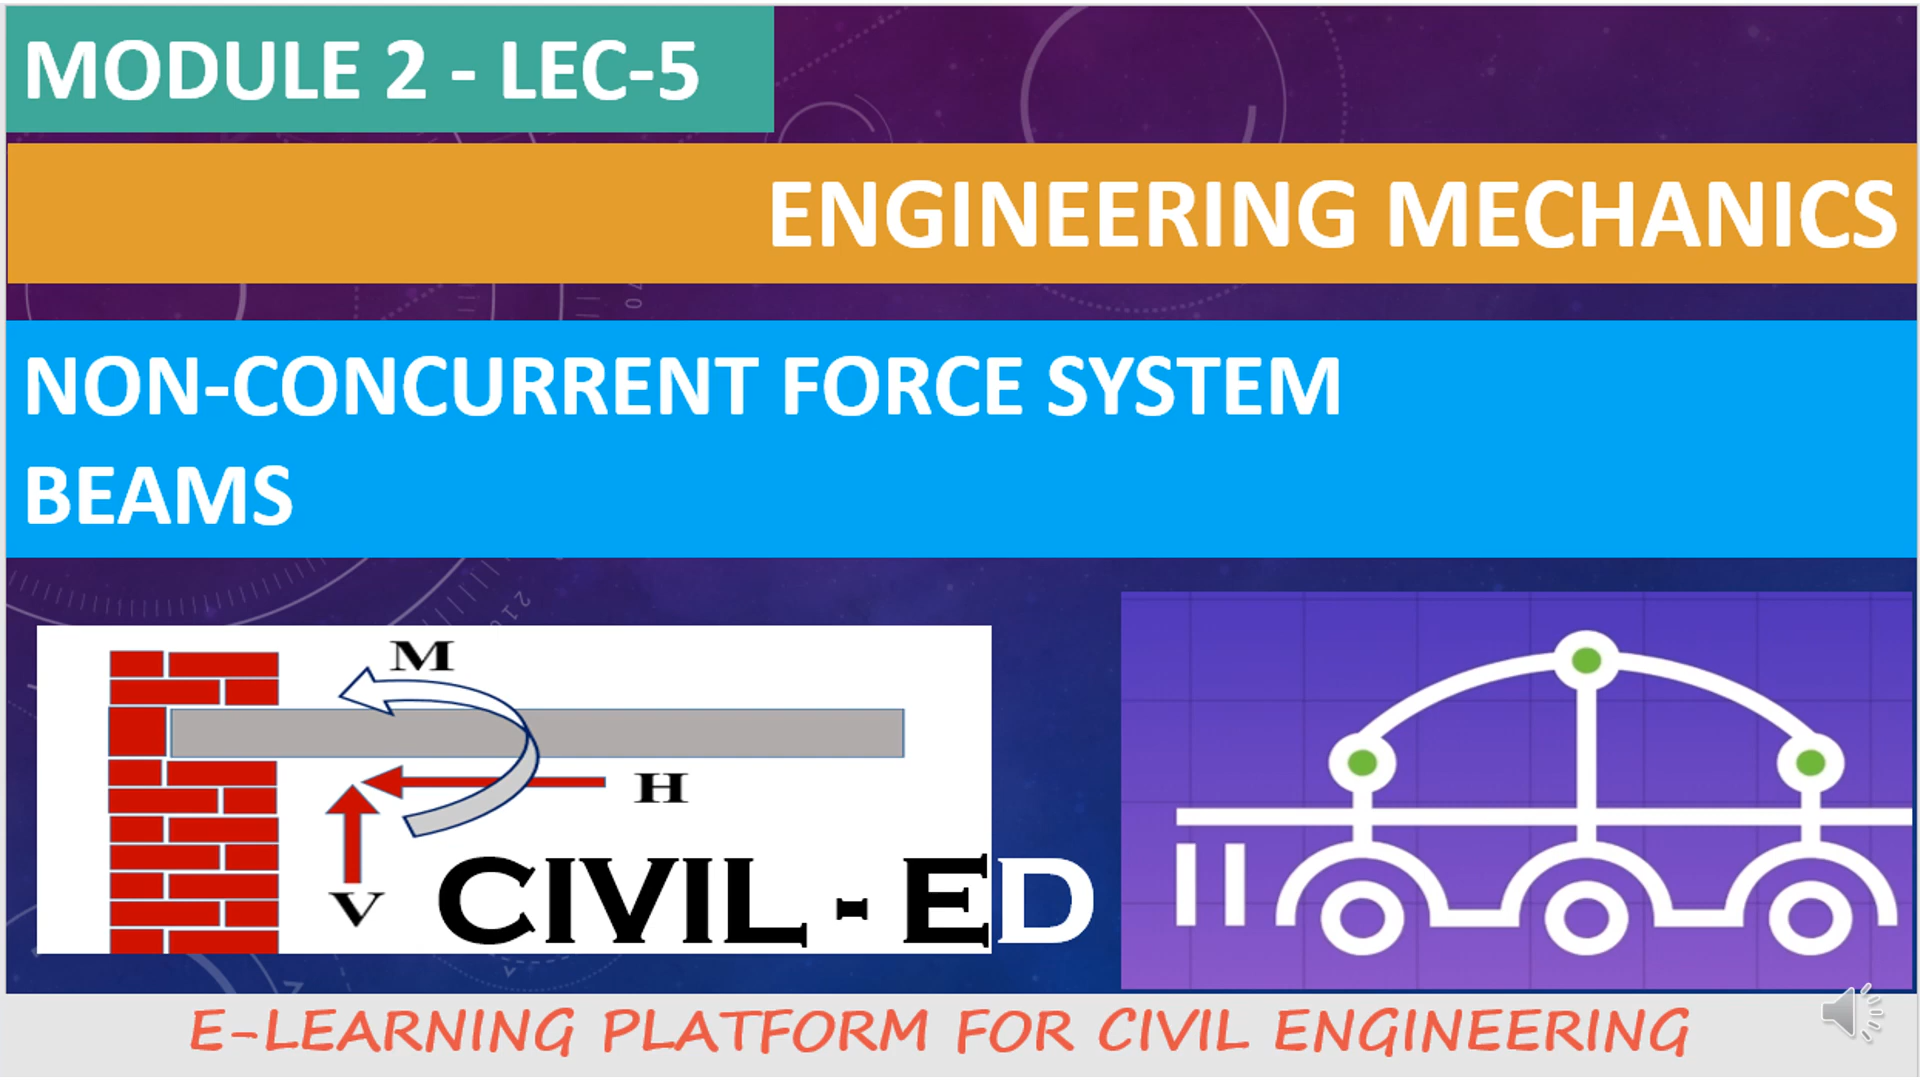 MODULE 2 - LEC-5
ENGINEERING MECHANICS
NON-CONCURRENT FORCE SYSTEM
BEAMS
M
H
V
CIVIL - ED
E-LEARNING PLATFORM FOR CIVIL ENGINEERING